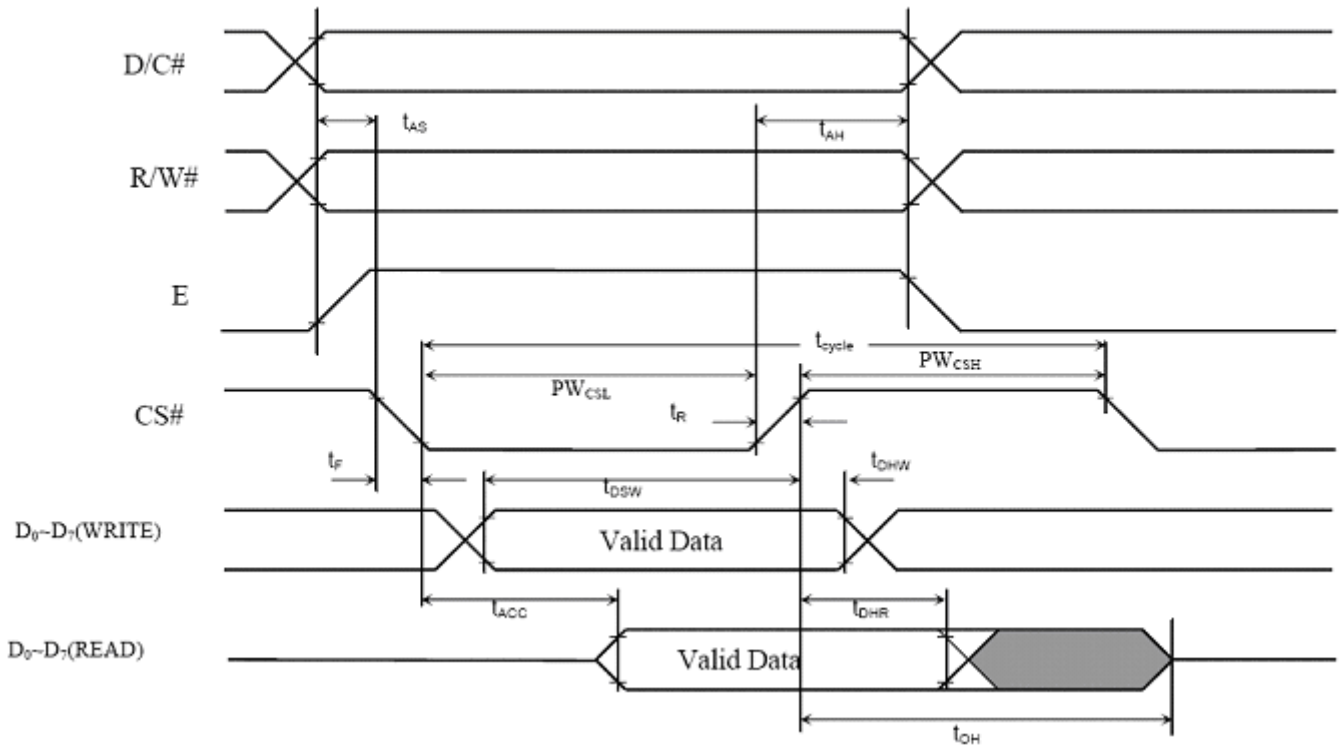 D/C#
tAS
tAH
R/W#
E
tcycle
PWCSL
PWCSH
CS#
tR
tF
tDSW
tDHW
D0~D7(WRITE)
Valid Data
tACC
tDHR
D0~D7(READ)
Valid Data
tOH